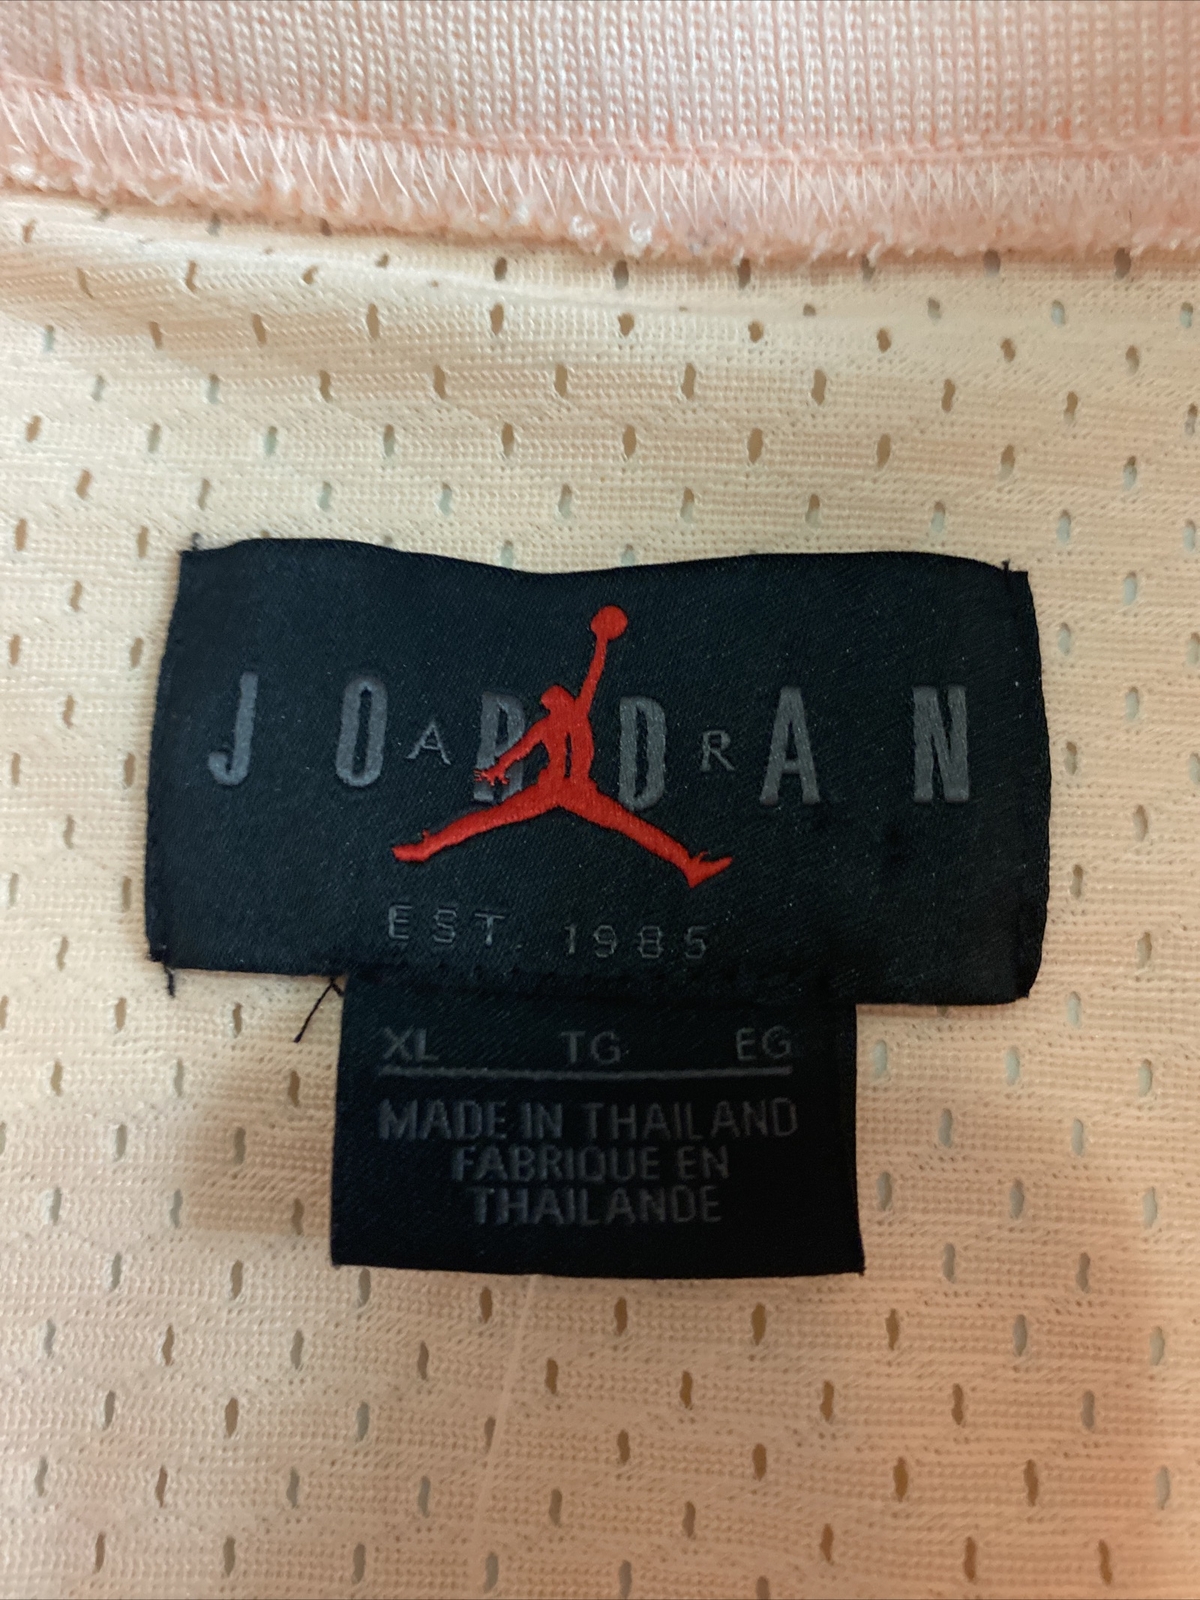 JORDAN
AIR
EST. 1985
XL TG EG
MADE IN THAILAND
FABRIQUE EN
THAILANDE